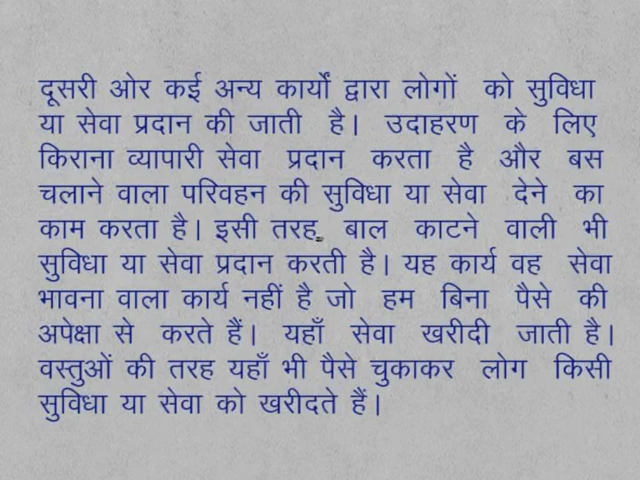 दूसरी ओर कई अन्य कार्यों द्वारा लोगों को सुविधा
या सेवा प्रदान की जाती है। उदाहरण के लिए
किराना व्यापारी सेवा प्रदान करता है और बस
चलाने वाला परिवहन की सुविधा या सेवा देने का
काम करता है। इसी तरह बाल काटने वाली भी
सुविधा या सेवा प्रदान करती है। यह कार्य वह सेवा
भावना वाला कार्य नहीं है जो हम बिना पैसे की
अपेक्षा से करते हैं। यहाँ सेवा खरीदी जाती है।
वस्तुओं की तरह यहाँ भी पैसे चुकाकर लोग किसी
सुविधा या सेवा को खरीदते हैं।